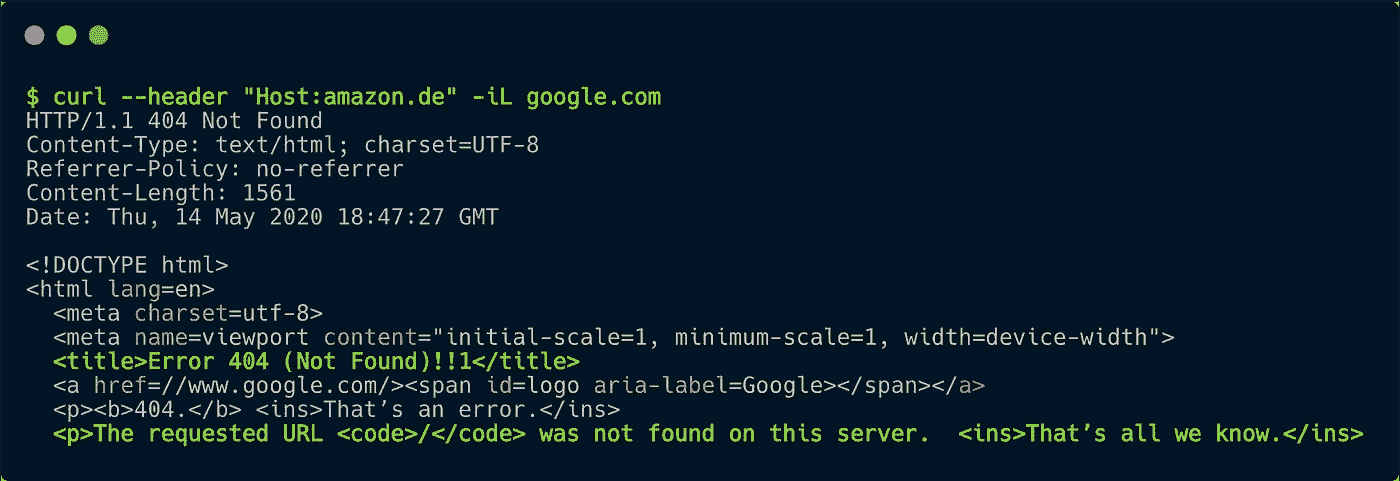 $ curl --header "Host:amazon.de" -iL google.com
HTTP/1.1 404 Not Found
Content-Type: text/html; charset=UTF-8
Referrer-Policy: no-referrer
Content-Length: 1561
Date: Thu, 14 May 2020 18:47:27 GMT

<!DOCTYPE html>
<html lang=en>
  <meta charset=utf-8>
  <meta name=viewport content="initial-scale=1, minimum-scale=1, width=device-width">
  <title>Error 404 (Not Found)!!1</title>
  <a href=//www.google.com/><span id=logo aria-label=Google></span></a>
  <p><b>404.</b> <ins>That’s an error.</ins>
  <p>The requested URL <code>/</code> was not found on this server.  <ins>That’s all we know.</ins>